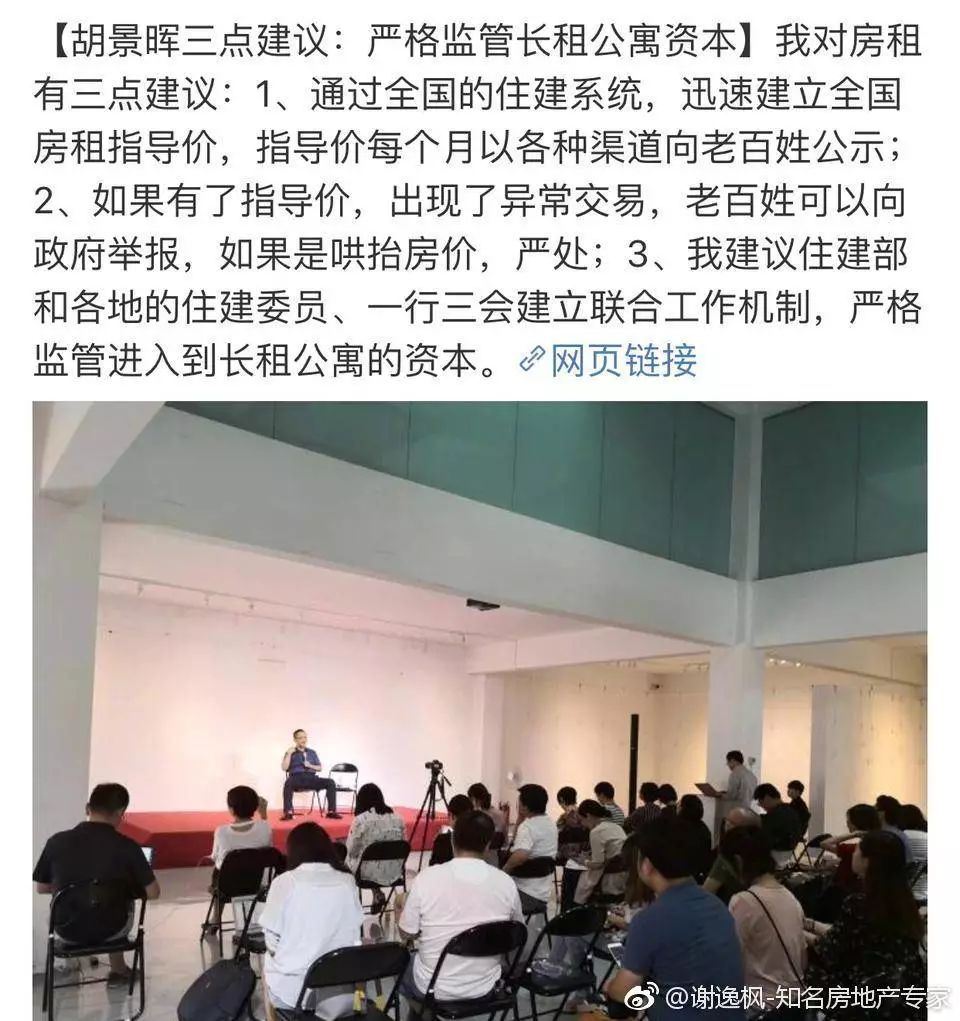 【胡景晖三点建议：严格监管长租公寓资本】我对房租
有三点建议：1、通过全国的住建系统，迅速建立全国
房租指导价，指导价每个月以各种渠道向老百姓公示；
2、如果有了指导价，出现了异常交易，老百姓可以向
政府举报，如果是哄抬房价，严处；3、我建议住建部
和各地的住建委员、一行三会建立联合工作机制，严格
监管进入到长租公寓的资本。网页链接
@谢逸枫-知名房地产专家